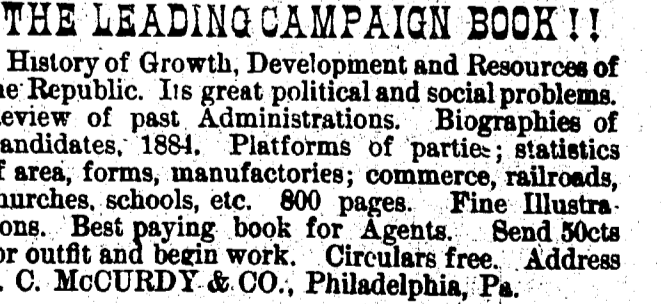 THE LEADING CAMPAIGN BOOK!!
History of Growth, Development and Resources of
e Republic. Its great political and social problems.
eview of past Administrations. Biographies of
andidates, 1884. Platforms of parties; statistics
f area, forms, manufactories; commerce, railroads,
hurches, schools, etc. 800 pages. Fine Illustra-
ons. Best paying book for Agents. Send 50cts
or outfit and begin work. Circulars free. Address
. C. McCURDY & CO., Philadelphia, Pa.